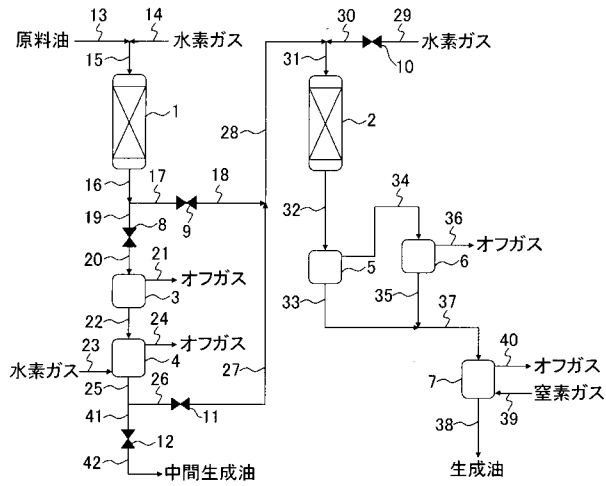 13 14 30 29
原料油 水素ガス 水素ガス
15 31 10
1 2
28
16 17 18 34
19 8 9 32 36
オフガス
20 21 5 6
オフガス
3 33 35
22 24 37
オフガス
23 4 40
水素ガス オフガス
25 26 27 7
窒素ガス
41 11 38 39
12
42
中間生成油 生成油